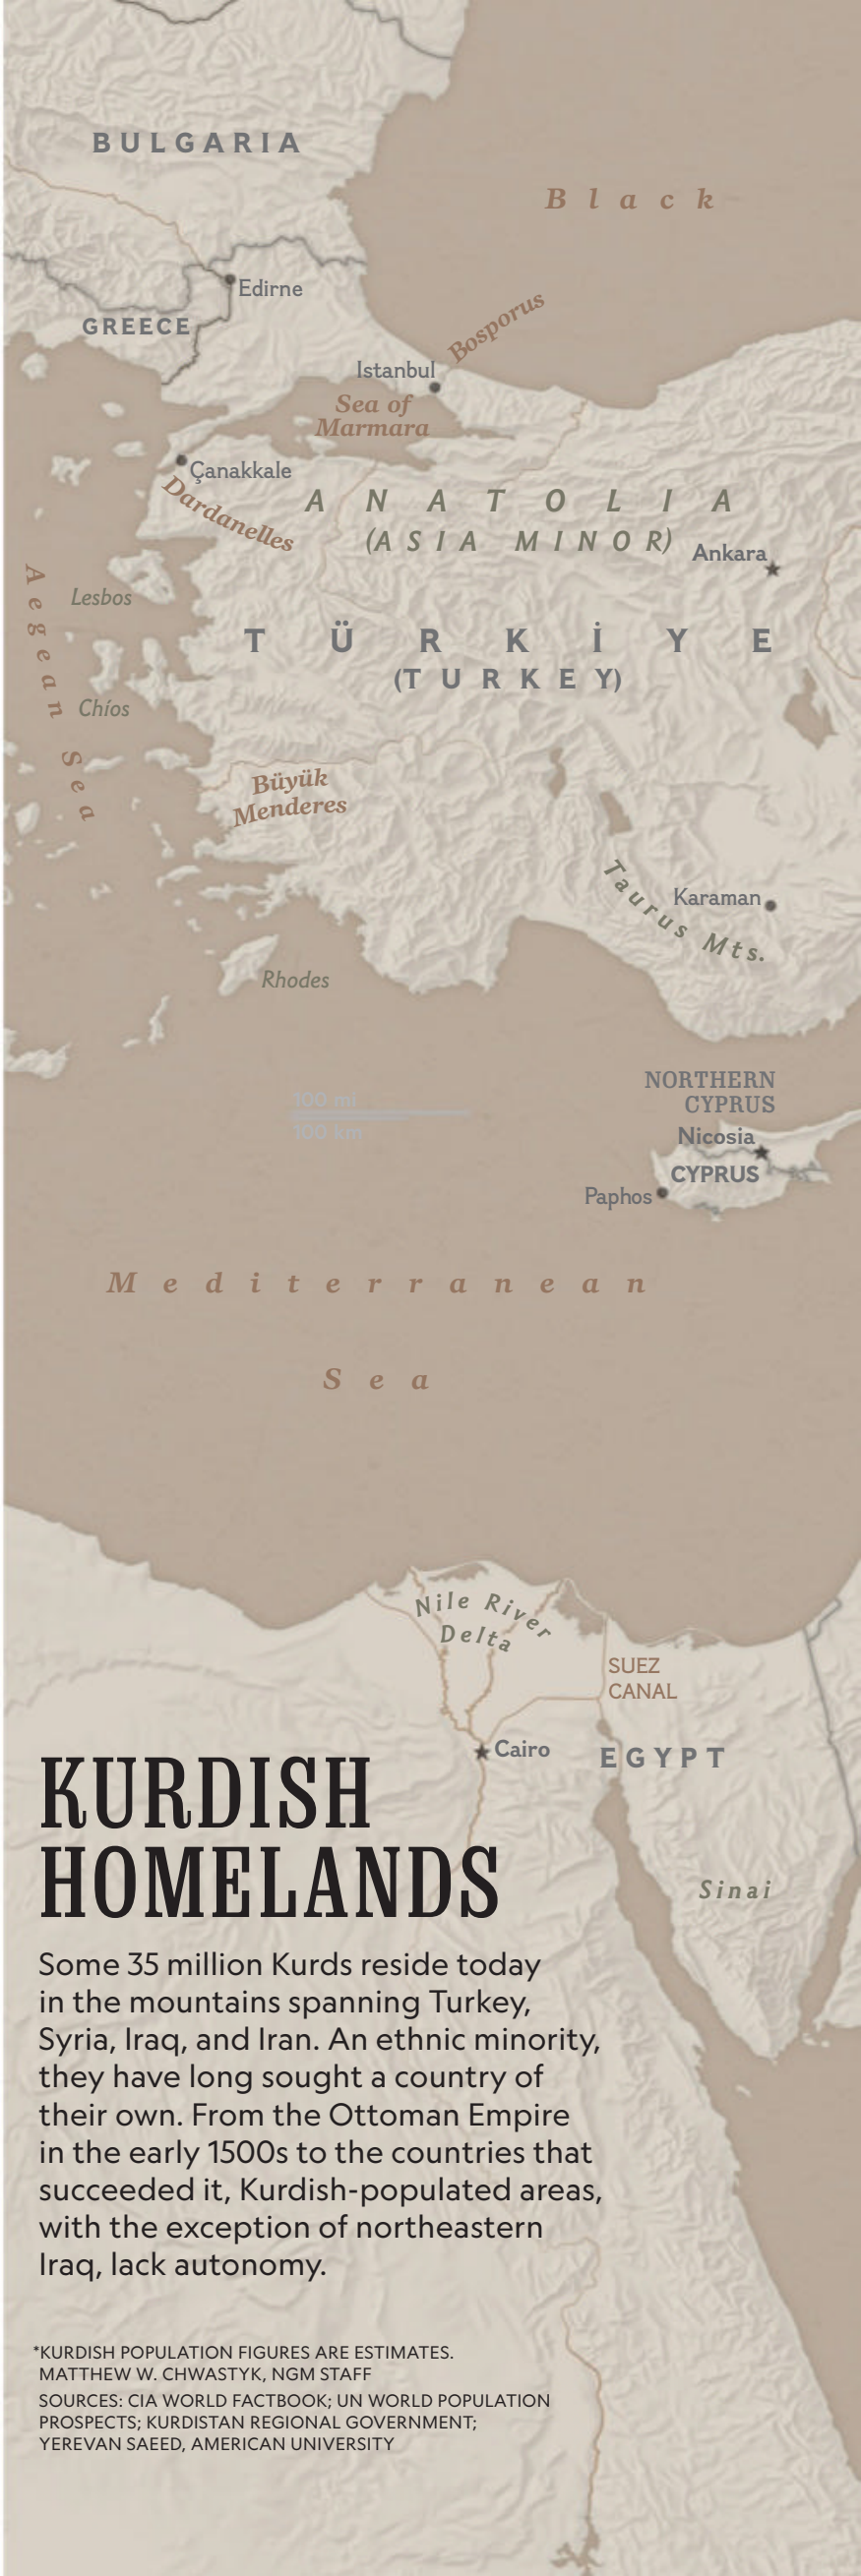 BULGARIA
Black
Edirne
GREECE
Bosporus
Istanbul
Sea of
Marmara
Çanakkale
Dardanelles
ANATOLIA
(ASIA MINOR)
Ankara
Aegean Sea
Lesbos
TÜRKİYE
(TURKEY)
Chíos
Büyük
Menderes
Taurus Mts.
Karaman
Rhodes
100 mi
100 km
NORTHERN
CYPRUS
Nicosia
CYPRUS
Paphos
Mediterranean
Sea
Nile River
Delta
SUEZ
CANAL
Cairo
EGYPT
Sinai
KURDISH
HOMELANDS
Some 35 million Kurds reside today
in the mountains spanning Turkey,
Syria, Iraq, and Iran. An ethnic minority,
they have long sought a country of
their own. From the Ottoman Empire
in the early 1500s to the countries that
succeeded it, Kurdish-populated areas,
with the exception of northeastern
Iraq, lack autonomy.
*KURDISH POPULATION FIGURES ARE ESTIMATES.
MATTHEW W. CHWASTYK, NGM STAFF
SOURCES: CIA WORLD FACTBOOK; UN WORLD POPULATION
PROSPECTS; KURDISTAN REGIONAL GOVERNMENT;
YEREVAN SAEED, AMERICAN UNIVERSITY